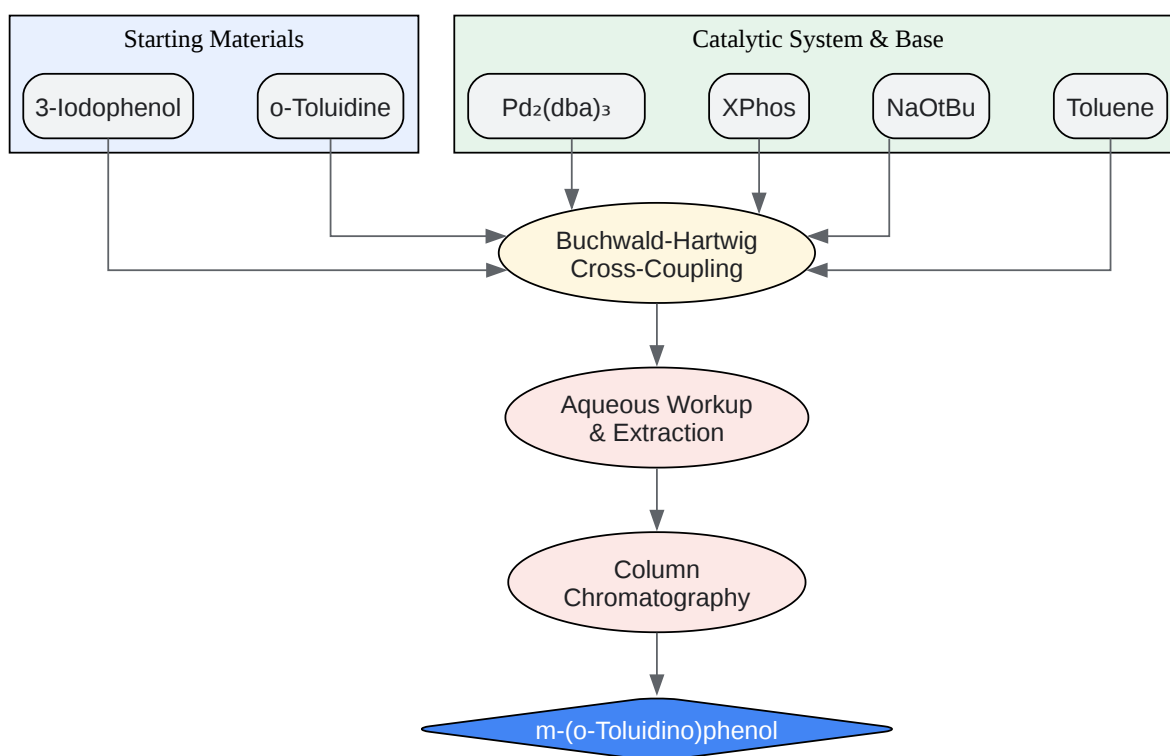 Starting Materials
Catalytic System & Base
3-Iodophenol
o-Toluidine
Pd₂(dba)₃
XPhos
NaOtBu
Toluene
Buchwald-Hartwig
Cross-Coupling
Aqueous Workup
& Extraction
Column
Chromatography
m-(o-Toluidino)phenol